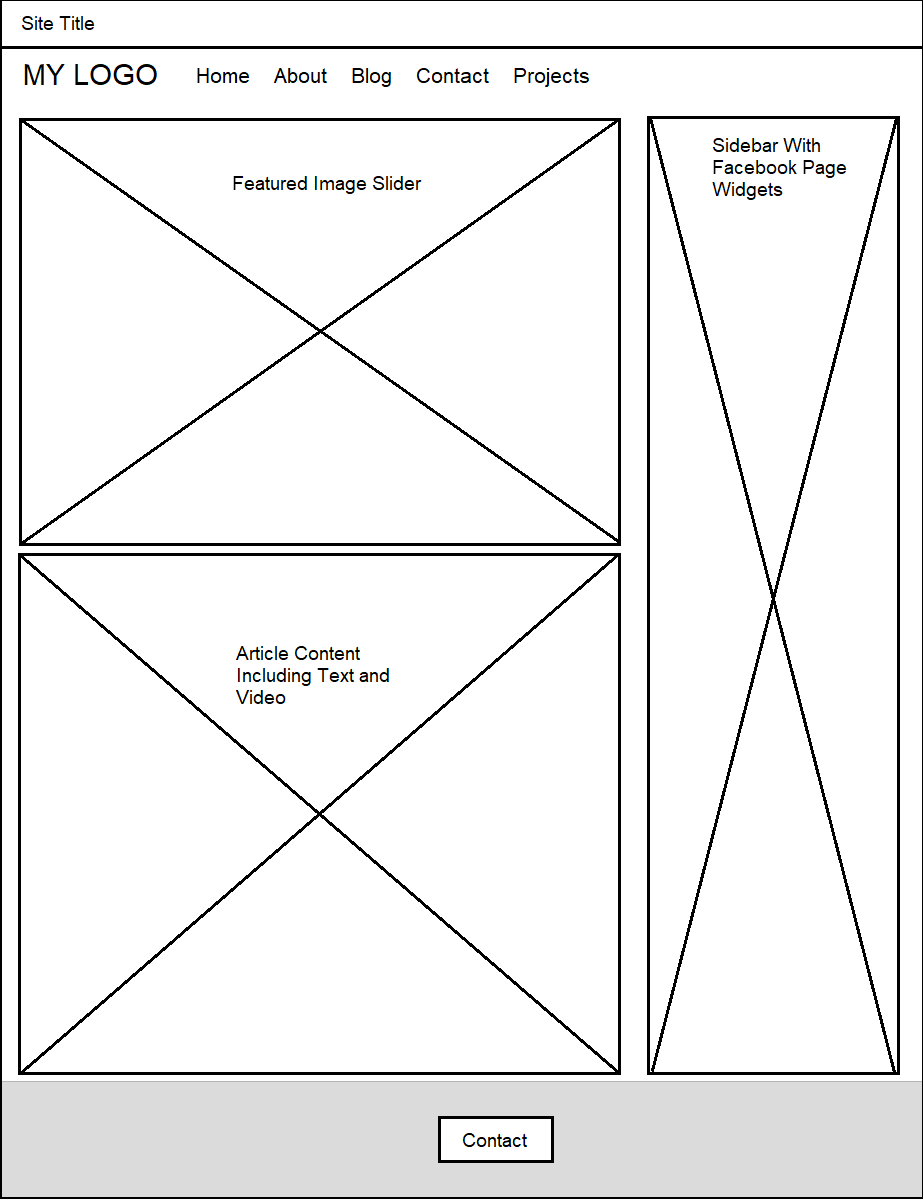 Site Title
MY LOGO Home About Blog Contact Projects
Featured Image Slider
Sidebar With
Facebook Page
Widgets
Article Content
Including Text and
Video
Contact